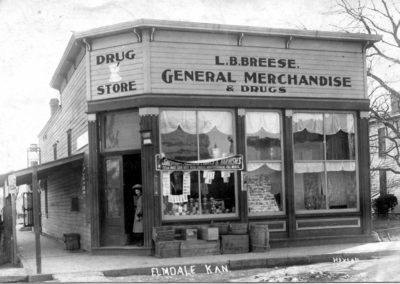 DRUG
STORE
L.B.BREESE.
GENERAL MERCHANDISE
& DRUGS
ELMDALE KAN